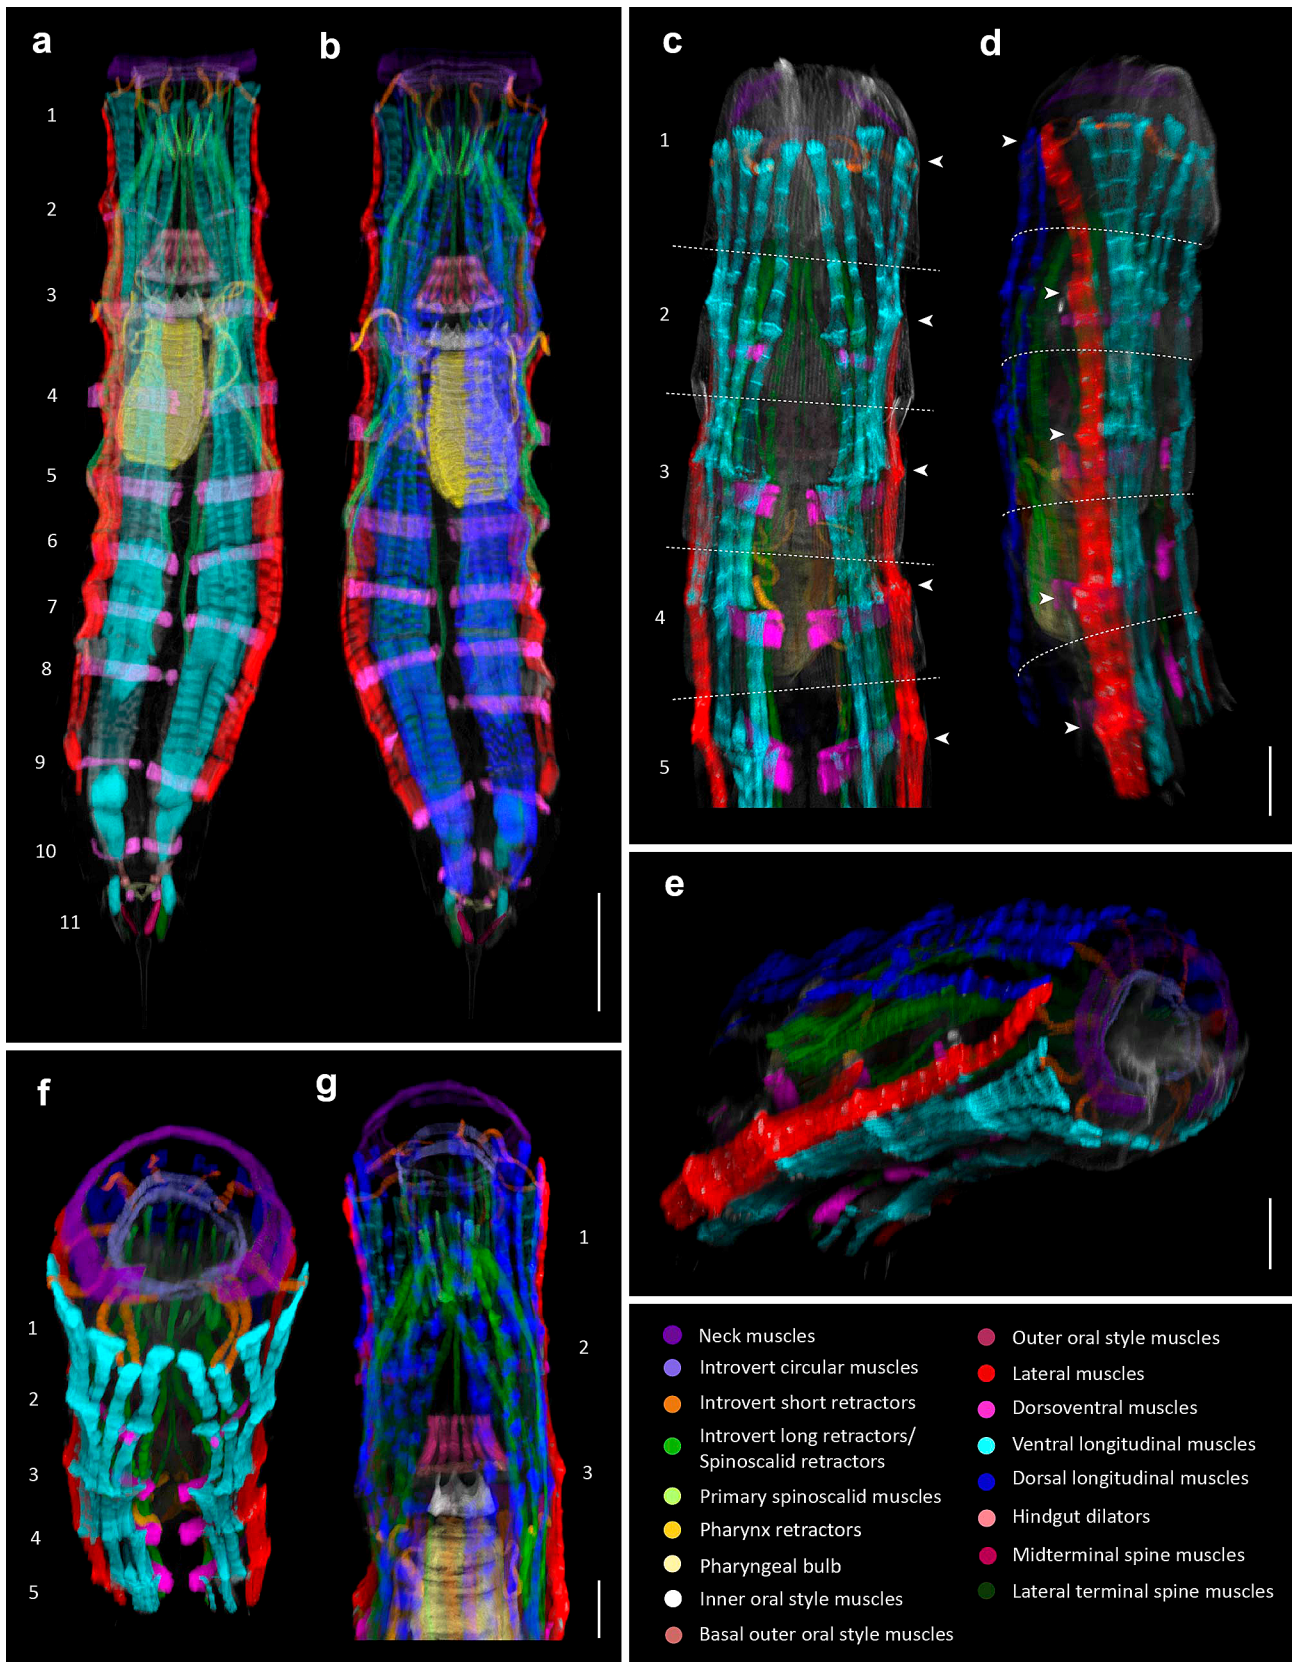 a
b
1
2
3
4
5
6
7
8
9
10
11
c
d
1
2
3
4
5
e
f
g
1
2
3
4
5
1
2
3
Neck muscles
Introvert circular muscles
Introvert short retractors
Introvert long retractors/
Spinoscalid retractors
Primary spinoscalid muscles
Pharynx retractors
Pharyngeal bulb
Inner oral style muscles
Basal outer oral style muscles
Outer oral style muscles
Lateral muscles
Dorsoventral muscles
Ventral longitudinal muscles
Dorsal longitudinal muscles
Hindgut dilators
Midterminal spine muscles
Lateral terminal spine muscles